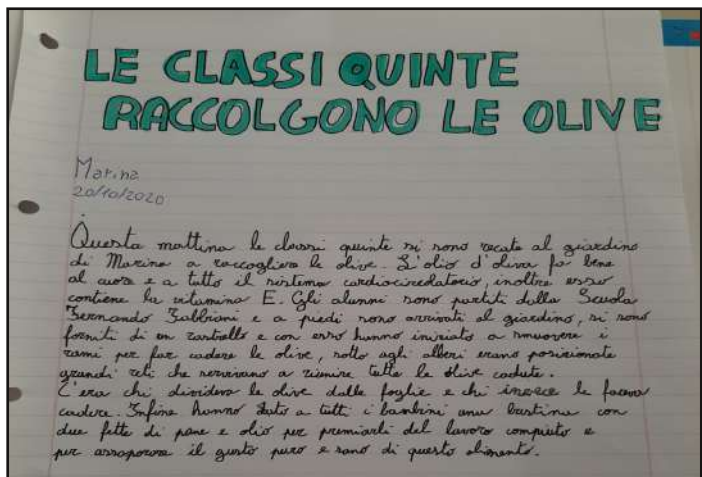 LE CLASSI QUINTE
RACCOLGONO LE OLIVE
Marina
20/10/2020
Questa mattina le classi quinte si sono recate al giardino
di Marina a raccogliere le olive. L'olio d'oliva fa bene
al cuore e a tutto il sistema cardiocircolatorio, inoltre esso
contiene la vitamina E. Gli alunni sono partiti dalla Scuola
Fernando Fabbiani e a piedi sono arrivati al giardino, si sono
forniti di un rastrello e con esso hanno iniziato a smuovere i
rami per far cadere le olive, sotto agli alberi erano posizionate
grandi reti che servivano a riunire tutte le olive cadute.
C'era chi divideva le olive dalle foglie e chi invece le faceva
cadere. Infine hanno dato a tutti i bambini una bustina con
due fette di pane e olio per premiarli del lavoro compiuto e
per assaporare il gusto puro e sano di questo alimento.